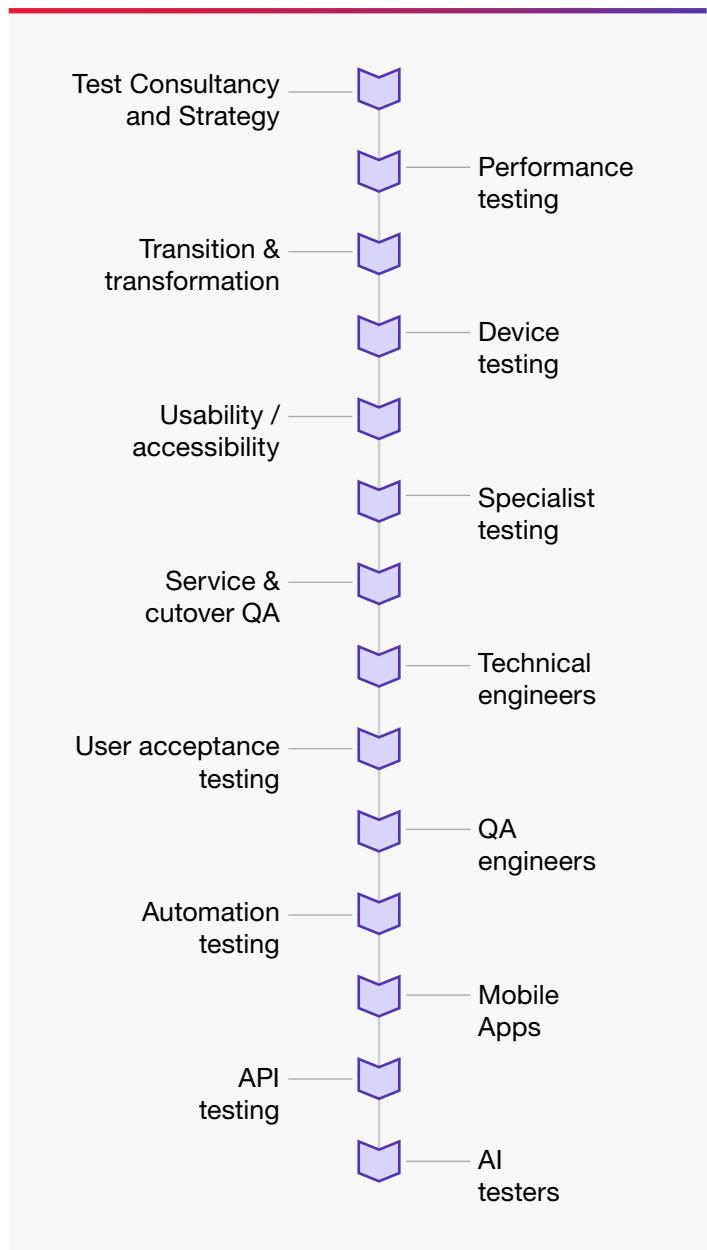 Test Consultancy
and Strategy
Performance
testing
Transition &
transformation
Device
testing
Usability /
accessibility
Specialist
testing
Service &
cutover QA
Technical
engineers
User acceptance
testing
QA
engineers
Automation
testing
Mobile
Apps
API
testing
AI
testers